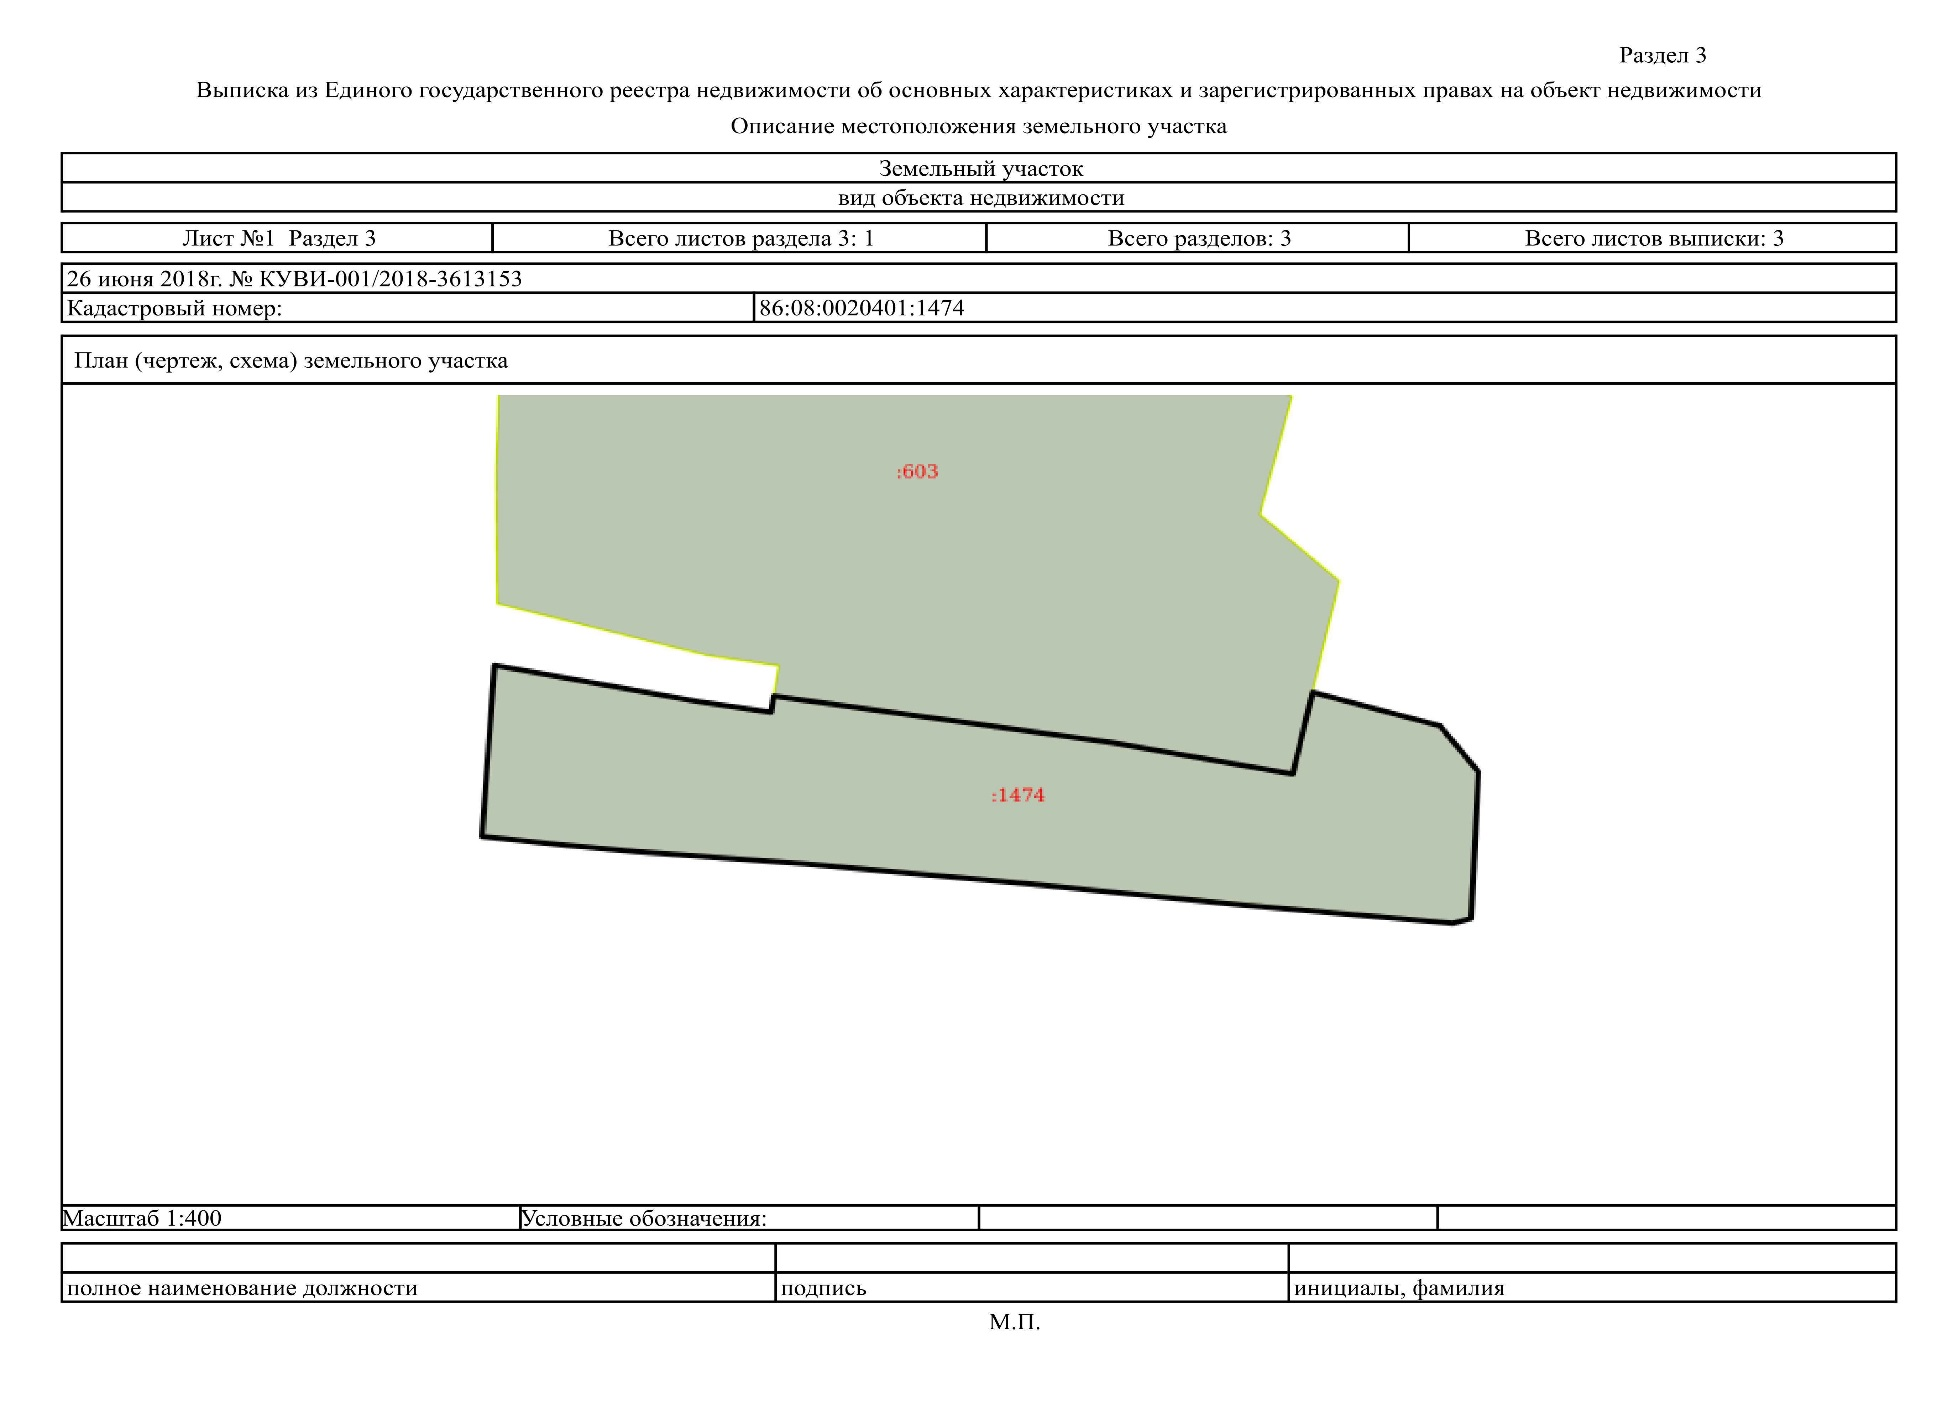 Раздел 3
Выписка из Единого государственного реестра недвижимости об основных характеристиках и зарегистрированных правах на объект недвижимости
Описание местоположения земельного участка
Земельный участок
вид объекта недвижимости
Лист №1 Раздел 3 Всего листов раздела 3: 1 Всего разделов: 3 Всего листов выписки: 3
26 июня 2018г. № КУВИ-001/2018-3613153
Кадастровый номер: 86:08:0020401:1474
План (чертеж, схема) земельного участка
:603
:1474
Масштаб 1:400 Условные обозначения:
полное наименование должности подпись инициалы, фамилия
М.П.